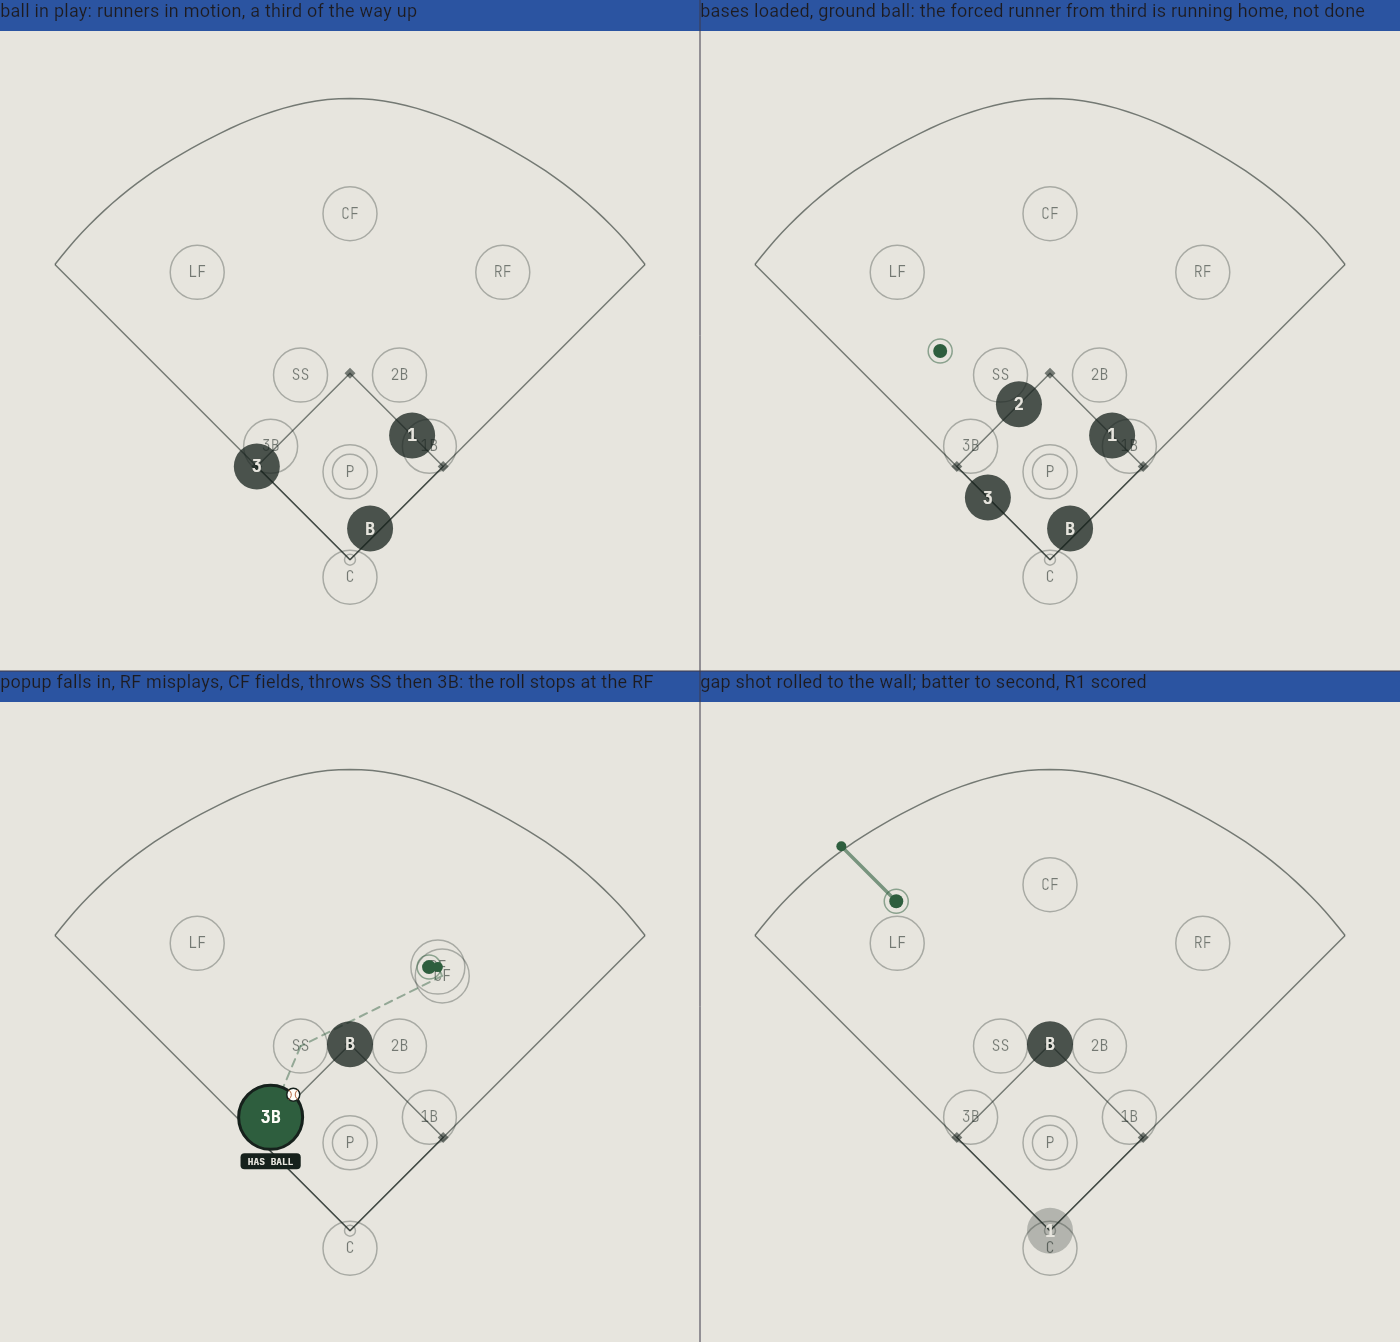 ball in play: runners in motion, a third of the way up
CF
LF
RF
SS
2B
1
3B
1B
3
P
B
C
bases loaded, ground ball: the forced runner from third is running home, not done
CF
LF
RF
SS
2B
2
1
3B
1B
P
3
B
C
popup falls in, RF misplays, CF fields, throws SS then 3B: the roll stops at the RF
LF
CF
SS
B
2B
3B
1B
P
HAS BALL
C
gap shot rolled to the wall; batter to second, R1 scored
CF
LF
RF
SS
B
2B
3B
1B
P
1
C